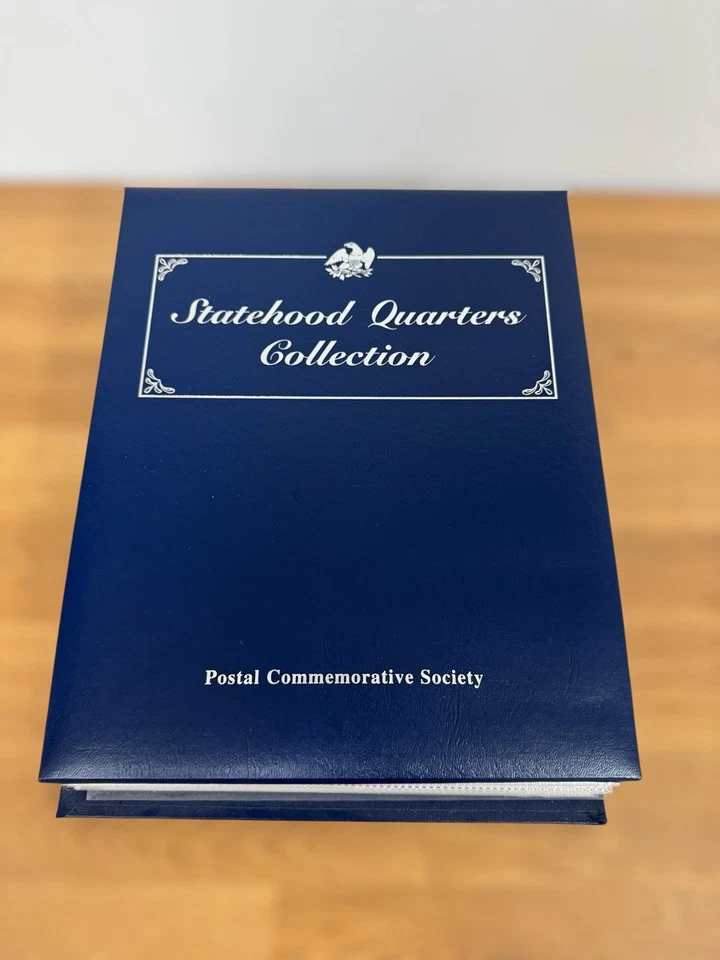 Statehood Quarters
Collection
Postal Commemorative Society